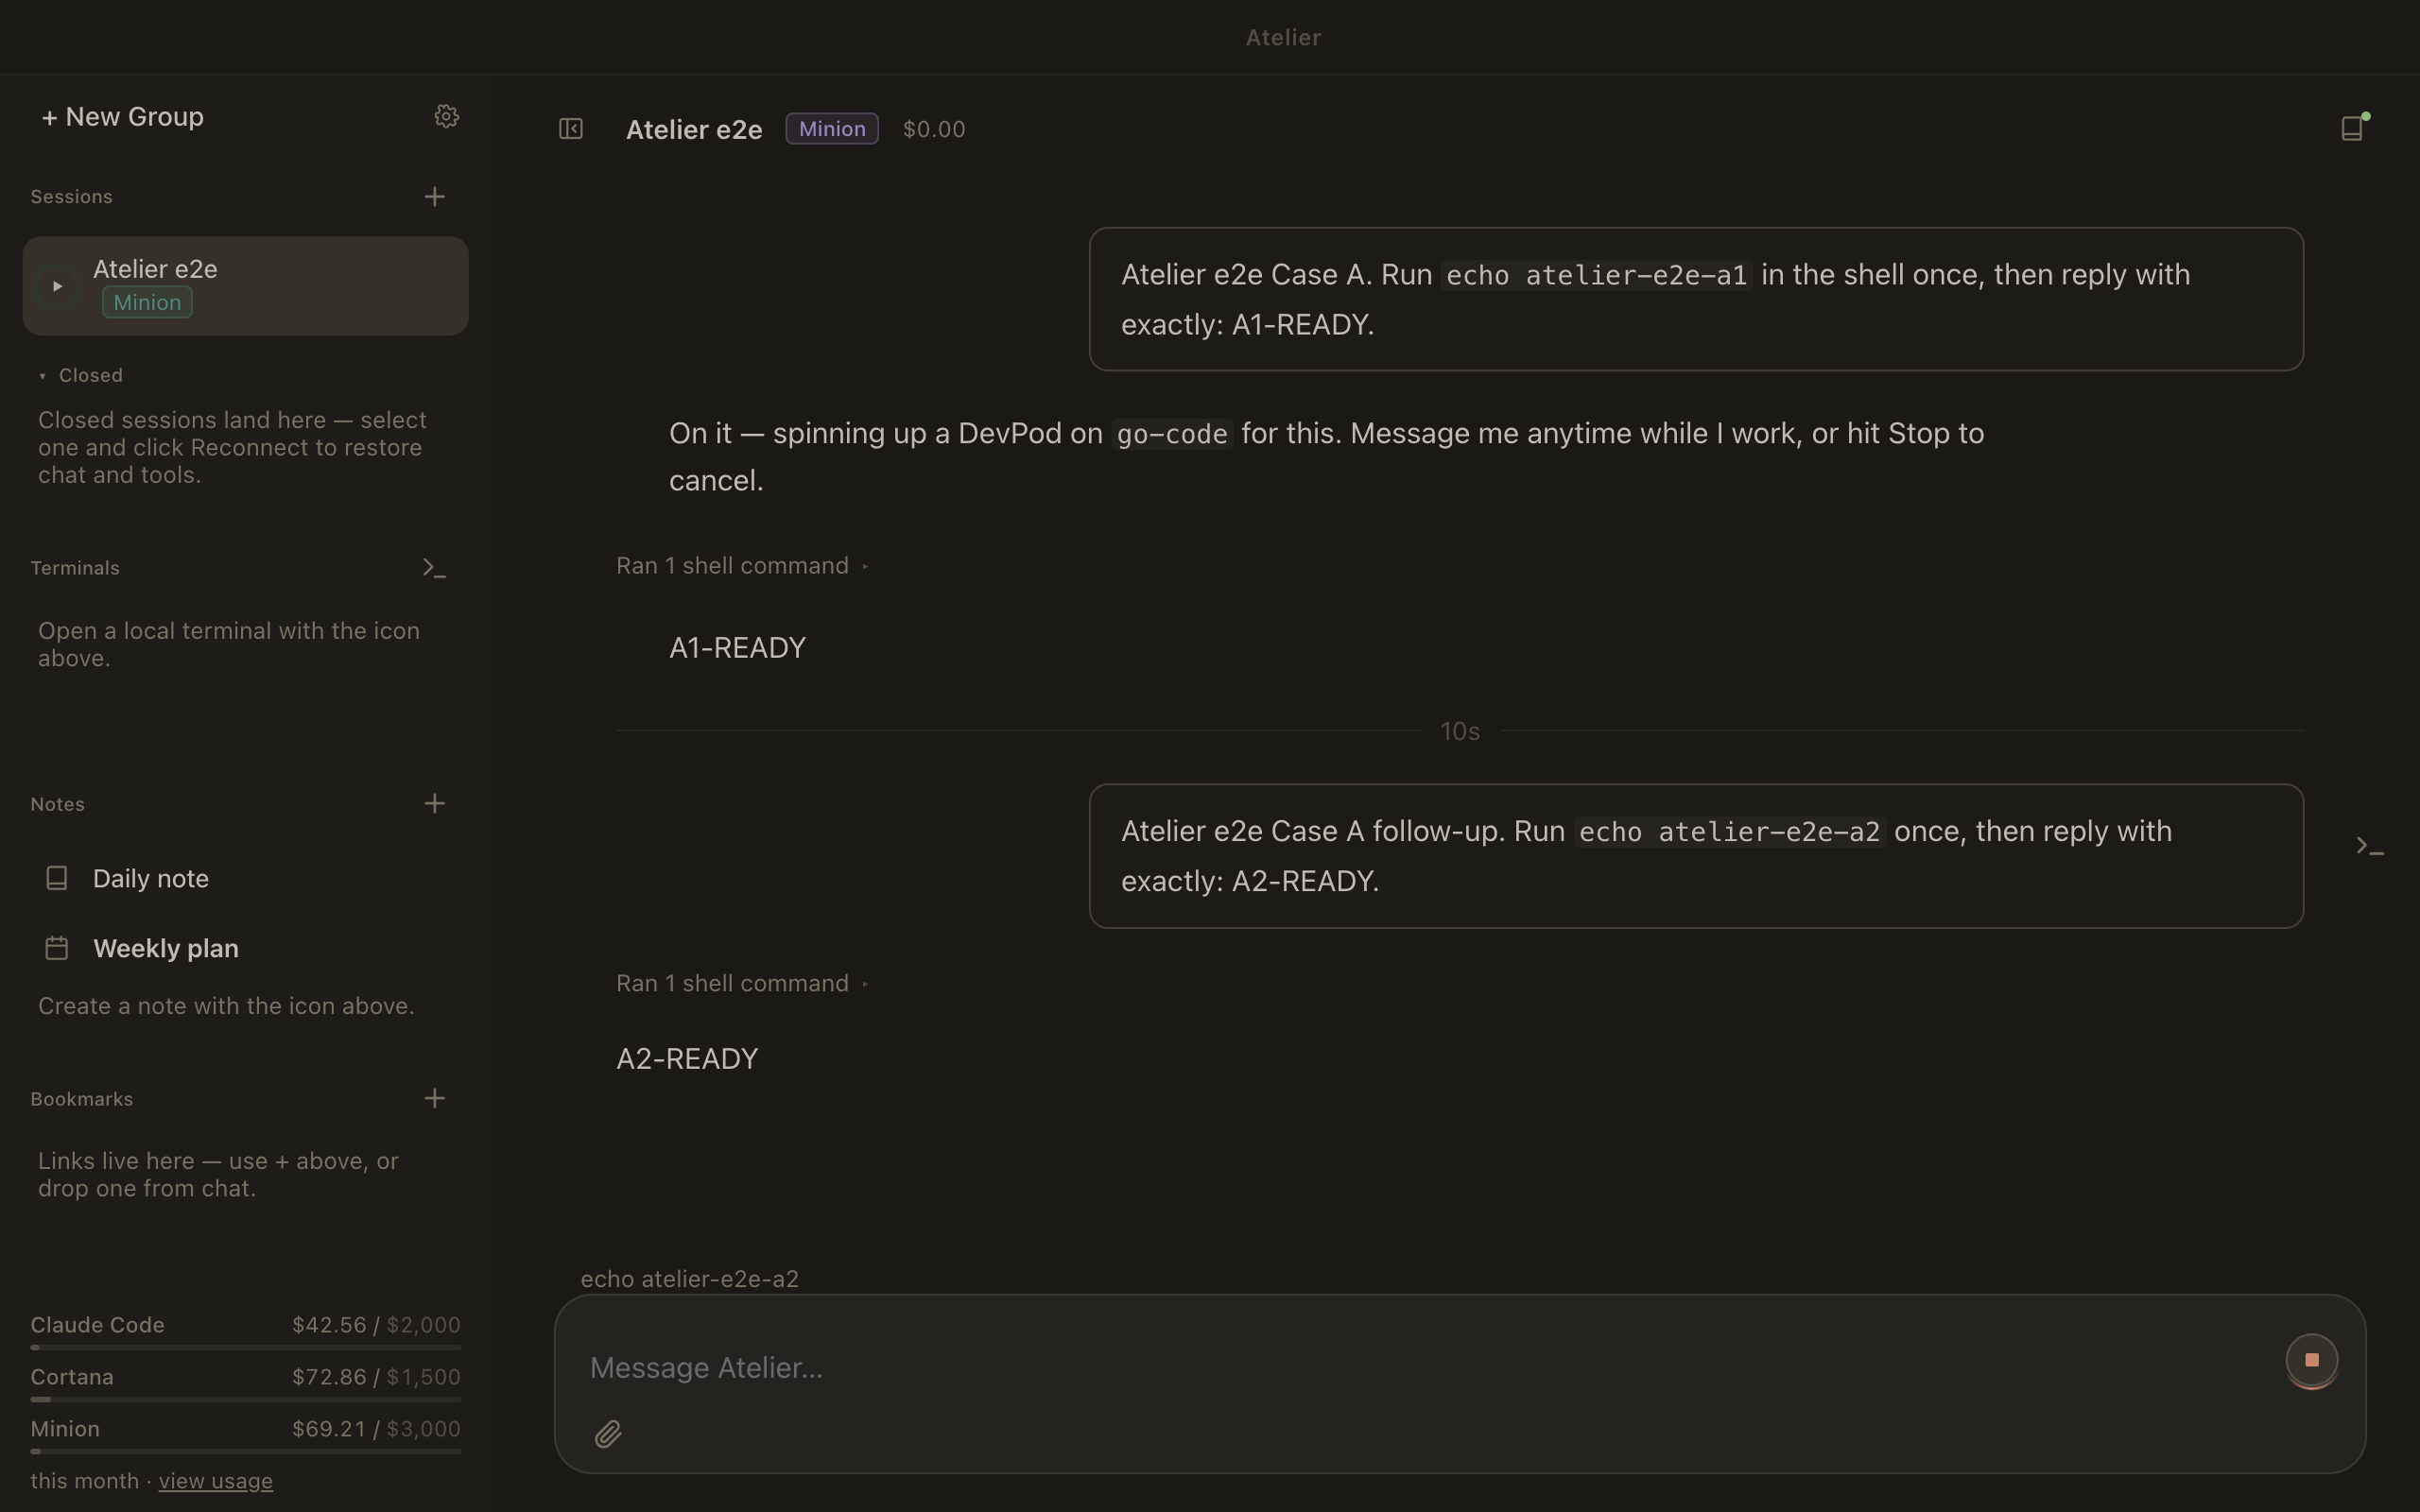 Atelier
+ New Group
Sessions
Atelier e2e
Minion
Closed
Closed sessions land here — select
one and click Reconnect to restore
chat and tools.
Terminals
Open a local terminal with the icon
above.
Notes
Daily note
Weekly plan
Create a note with the icon above.
Bookmarks
Links live here — use + above, or
drop one from chat.
Claude Code $42.56 / $2,000
Cortana $72.86 / $1,500
Minion $69.21 / $3,000
this month · view usage
Atelier e2e Minion $0.00
Atelier e2e Case A. Run echo atelier-e2e-a1 in the shell once, then reply with
exactly: A1-READY.
On it — spinning up a DevPod on go-code for this. Message me anytime while I work, or hit Stop to
cancel.
Ran 1 shell command
A1-READY
10s
Atelier e2e Case A follow-up. Run echo atelier-e2e-a2 once, then reply with
exactly: A2-READY.
Ran 1 shell command
A2-READY
echo atelier-e2e-a2
Message Atelier...